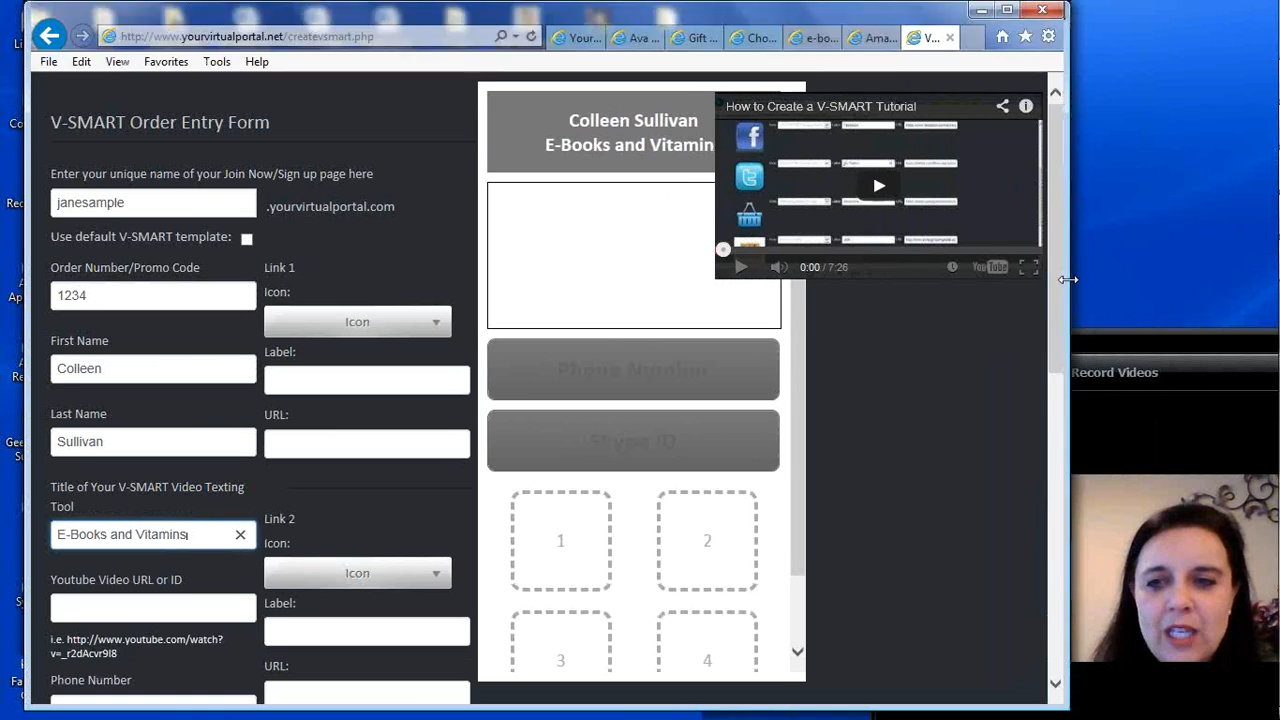 http://www.yourvirtualportal.net/createvsmart.php
Your...
Ava ...
Gift ...
Cho...
e-bo...
Ama...
V...
File
Edit
View
Favorites
Tools
Help
V-SMART Order Entry Form
Enter your unique name of your Join Now/Sign up page here
janesample
.yourvirtualportal.com
Use default V-SMART template:
Order Number/Promo Code
1234
First Name
Colleen
Last Name
Sullivan
Title of Your V-SMART Video Texting
Tool
E-Books and Vitamins
Youtube Video URL or ID
i.e. http://www.youtube.com/watch?
v=_r2dAcvr9I8
Phone Number
Link 1
Icon:
Icon
Label:
URL:
Link 2
Icon:
Icon
Label:
URL:
Colleen Sullivan
E-Books and Vitamin
Phone Number
Skype ID
1
2
3
4
How to Create a V-SMART Tutorial
0:00 / 7:26
YouTube
Record Videos